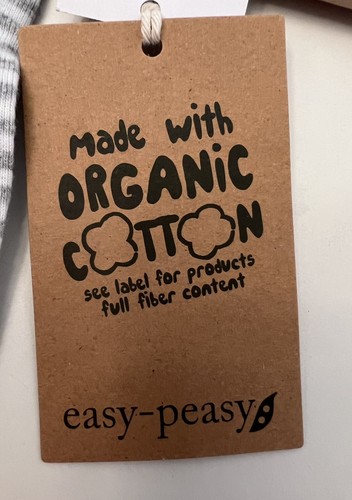 made with
ORGANiC
COTTON
see label for products
full fiber content
easy-peasy